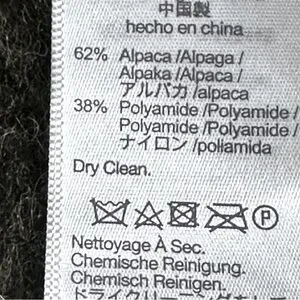 中国製
hecho en china
62% Alpaca /Alpaga /
Alpaka /Alpaca /
アルパカ /alpaca
38% Polyamide /Polyamide /
Polyamide /Polyamide /
ナイロン /poliamida
Dry Clean.
P
Nettoyage À Sec.
Chemische Reinigung.
Chemisch Reinigen.